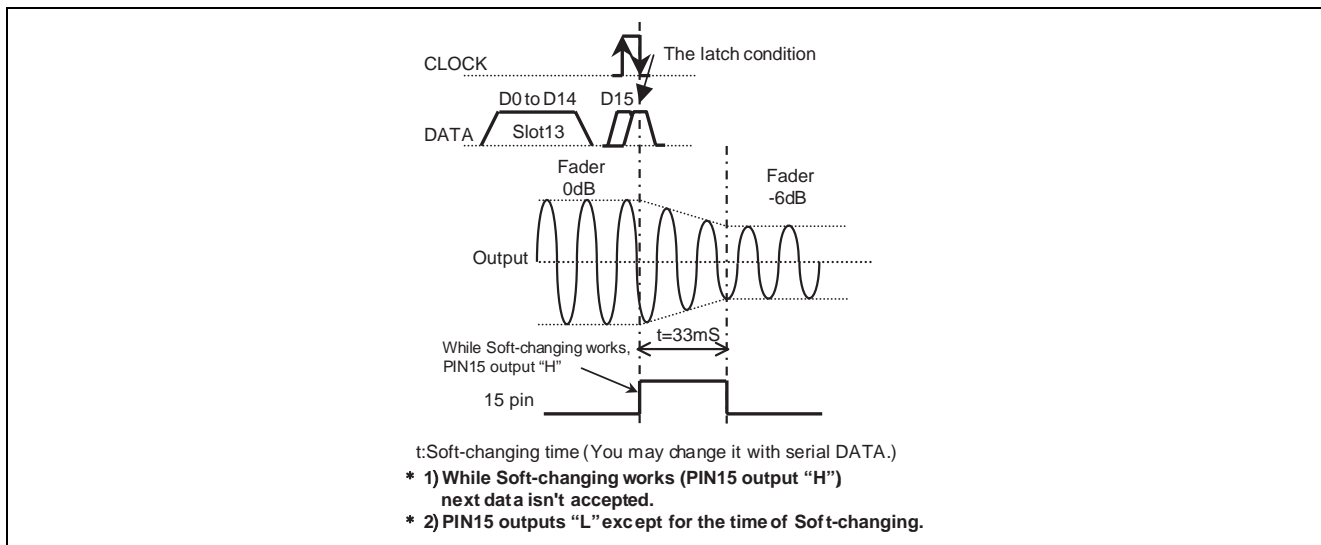 CLOCK
The latch condition
D0 to D14
D15
DATA
Slot13
Fader
0dB
Fader
-6dB
Output
t=33mS
While Soft-changing works,
PIN15 output “H”
15 pin
t:Soft-changing time (You may change it with serial DATA.)
* 1) While Soft-changing works (PIN15 output “H”)
next data isn't accepted.
* 2) PIN15 outputs “L” except for the time of Soft-changing.